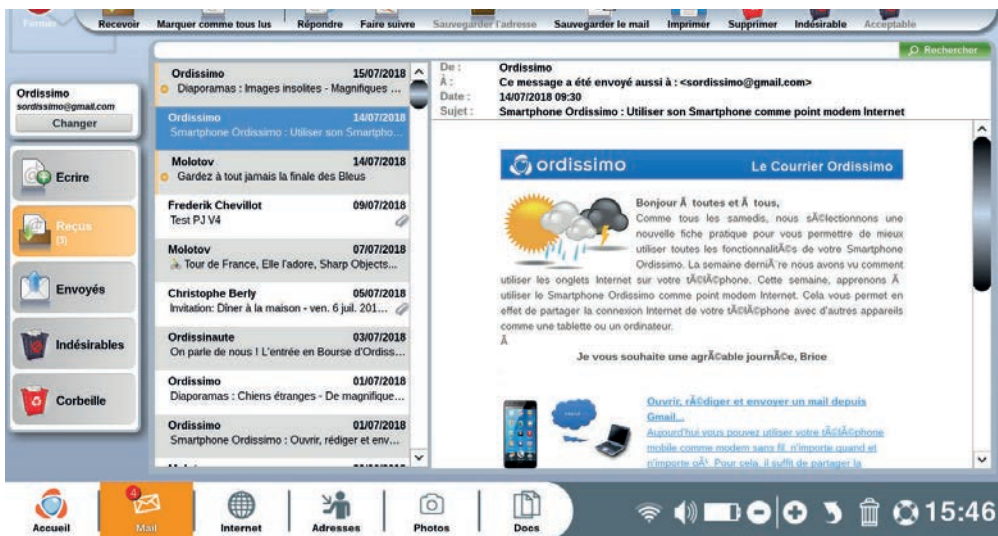 Fermer
Recevoir Marquer comme tous lus Répondre Faire suivre Sauvegarder l'adresse Sauvegarder le mail Imprimer Supprimer Indésirable Acceptable
Rechercher
Ordissimo
sordissimo@gmail.com
Changer
Ecrire
Reçus
(3)
Envoyés
Indésirables
Corbeille
Ordissimo 15/07/2018
Diaporamas : Images insolites - Magnifiques ...
Ordissimo 14/07/2018
Smartphone Ordissimo : Utiliser son Smartpho...
Molotov 14/07/2018
Gardez à tout jamais la finale des Bleus
Frederik Chevillot 09/07/2018
Test PJ V4
Molotov 07/07/2018
Tour de France, Elle l'adore, Sharp Objects...
Christophe Berly 05/07/2018
Invitation: Dîner à la maison - ven. 6 juil. 201...
Ordissinaute 03/07/2018
On parle de nous ! L'entrée en Bourse d'Ordiss...
Ordissimo 01/07/2018
Diaporamas : Chiens étranges - De magnifique...
Ordissimo 01/07/2018
Smartphone Ordissimo : Ouvrir, rédiger et env...
De : Ordissimo
À : Ce message a été envoyé aussi à : <sordissimo@gmail.com>
Date : 14/07/2018 09:30
Sujet : Smartphone Ordissimo : Utiliser son Smartphone comme point modem Internet
ordissimo Le Courrier Ordissimo
Bonjour Ã toutes et Ã tous,
Comme tous les samedis, nous sÃ©lectionnons une
nouvelle fiche pratique pour vous permettre de mieux
utiliser toutes les fonctionnalitÃ©s de votre Smartphone
Ordissimo. La semaine derniÃ¨re nous avons vu comment
utiliser les onglets Internet sur votre tÃ©lÃ©phone. Cette semaine, apprenons Ã
utiliser le Smartphone Ordissimo comme point modem Internet. Cela vous permet en
effet de partager la connexion Internet de votre tÃ©lÃ©phone avec d'autres appareils
comme une tablette ou un ordinateur.
Â
Je vous souhaite une agrÃ©able journÃ©e, Brice
Ouvrir, rÃ©diger et envoyer un mail depuis
Gmail...
Aujourd'hui vous pouvez utiliser votre tÃ©lÃ©phone
mobile comme modem sans fil, n'importe quand et
n'importe oÃ¹. Pour cela, il suffit de partager la
4
Accueil Mail Internet Adresses Photos Docs 15:46